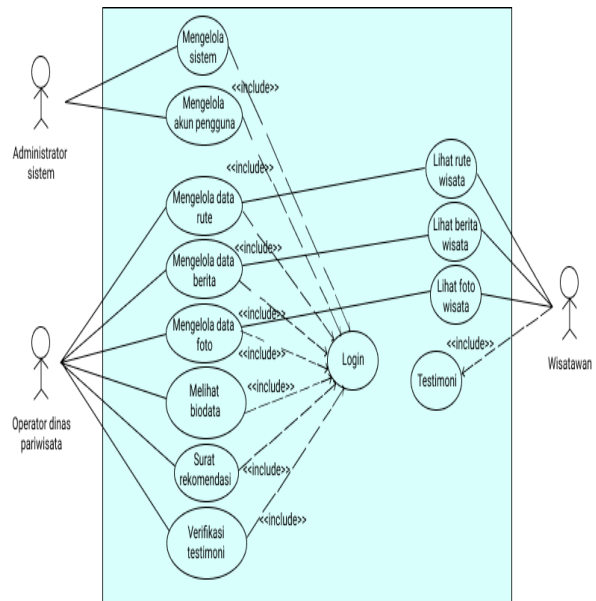 Mengelola
sistem
<<include>>
Mengelola
akun pengguna
Administrator
sistem
<<include>>
Lihat rute
wisata
Mengelola data
rute
Lihat berita
wisata
<<include>>
Mengelola data
berita
Lihat foto
wisata
<<include>>
Mengelola data
foto
<<include>>
<<include>>
Login
Wisatawan
Testimoni
Melihat
biodata
<<include>>
Operator dinas
pariwisata
Surat
rekomendasi
<<include>>
<<include>>
Verifikasi
testimoni